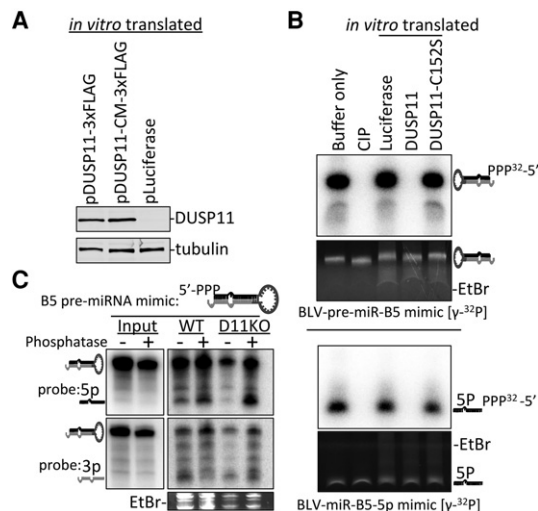 A
in vitro translated
pDUSP11-3xFLAG
pDUSP11-CM-3xFLAG
pLuciferase
-DUSP11
-tubulin
B
in vitro translated
Buffer only
CIP
Luciferase
DUSP11
DUSP11-C152S
PPP³²-5'
-EtBr
BLV-pre-miR-B5 mimic [γ-³²P]
5P PPP³²-5'
-EtBr
5P
BLV-miR-B5-5p mimic [γ-³²P]
C
5'-PPP
B5 pre-miRNA mimic:
Input WT D11KO
Phosphatase - + - + - +
probe:5p
probe:3p
EtBr-